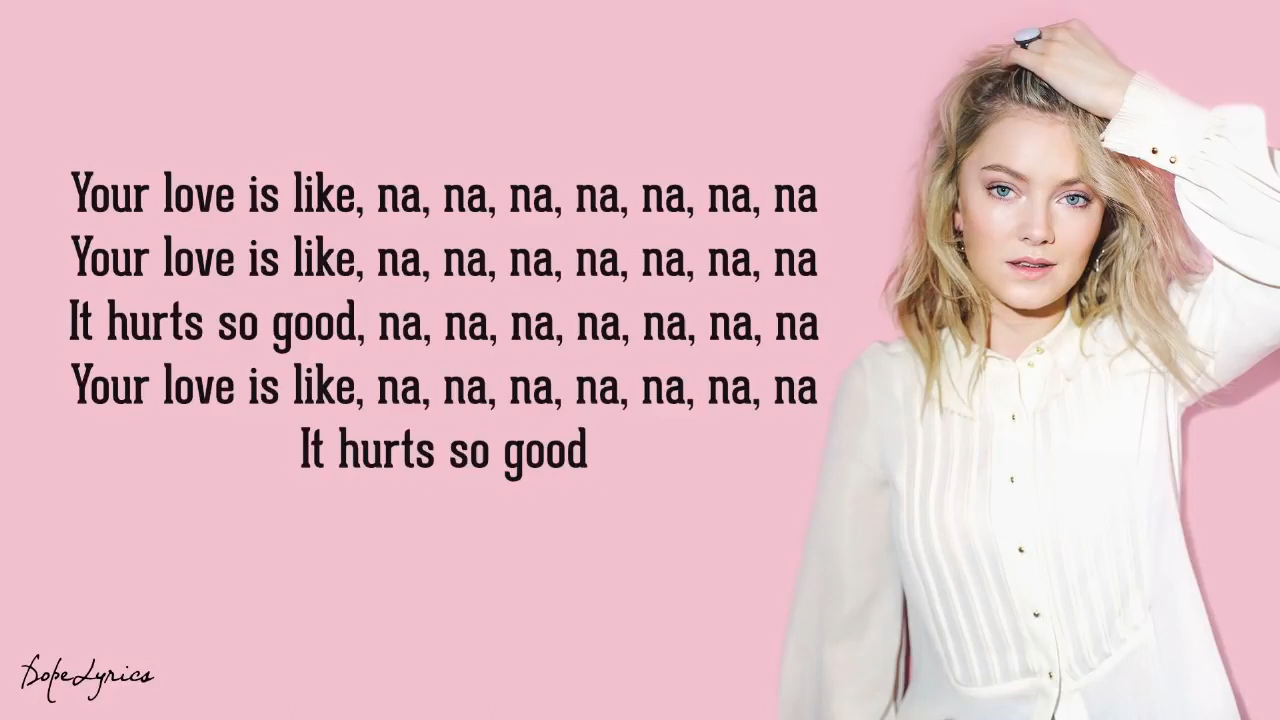 Your love is like, na, na, na, na, na, na, na
Your love is like, na, na, na, na, na, na, na
It hurts so good, na, na, na, na, na, na, na
Your love is like, na, na, na, na, na, na, na
It hurts so good
DopeLyrics